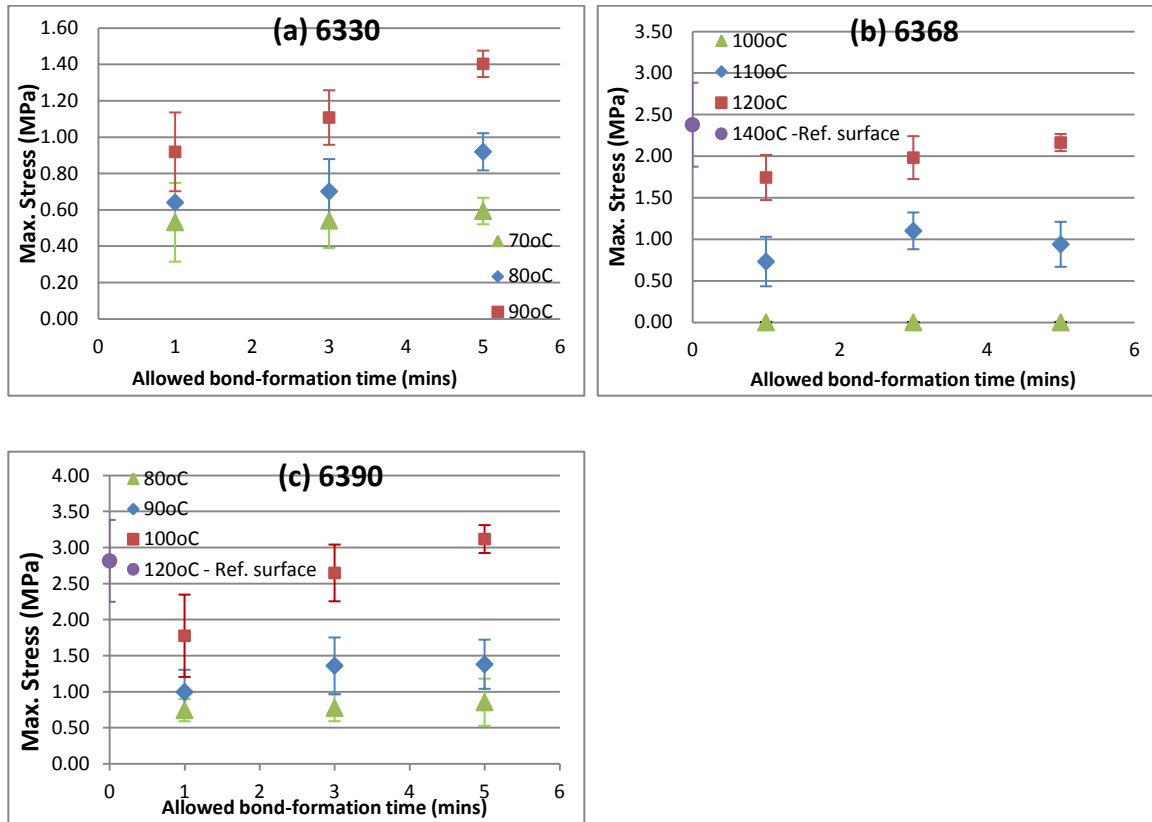 (a) 6330
Max. Stress (MPa)
1.60
1.40
1.20
1.00
0.80
0.60
0.40
0.20
0.00
70oC
80oC
90oC
0 1 2 3 4 5 6
Allowed bond-formation time (mins)
(b) 6368
Max. Stress (MPa)
3.50
3.00
2.50
2.00
1.50
1.00
0.50
0.00
100oC
110oC
120oC
140oC -Ref. surface
0 2 4 6
Allowed bond-formation time (mins)
(c) 6390
Max. Stress (MPa)
4.00
3.50
3.00
2.50
2.00
1.50
1.00
0.50
0.00
80oC
90oC
100oC
120oC - Ref. surface
0 1 2 3 4 5 6
Allowed bond-formation time (mins)